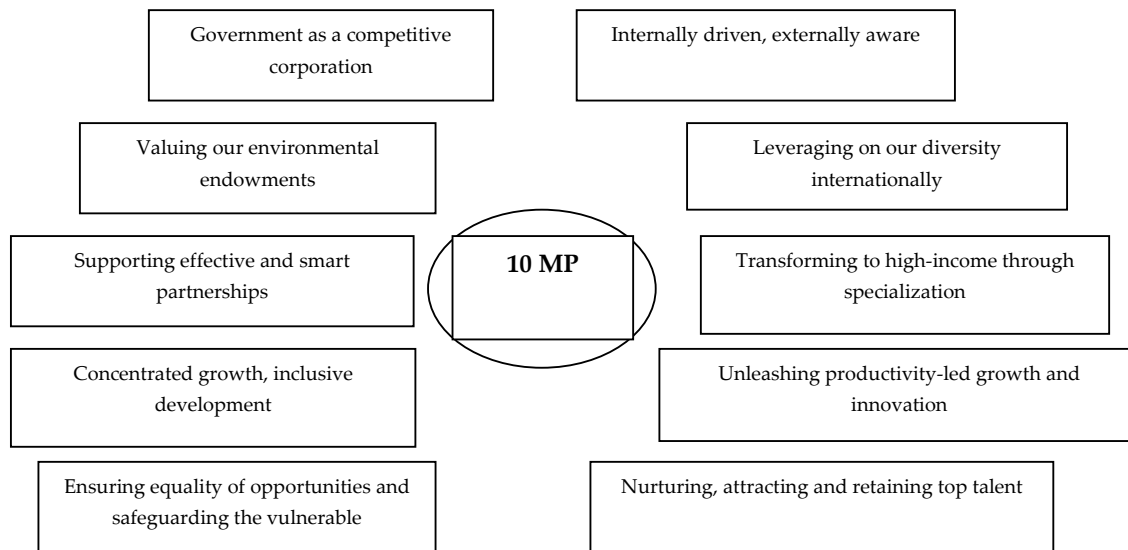 Government as a competitive
corporation
Internally driven, externally aware
Valuing our environmental
endowments
Leveraging on our diversity
internationally
Supporting effective and smart
partnerships
10 MP
Transforming to high-income through
specialization
Concentrated growth, inclusive
development
Unleashing productivity-led growth and
innovation
Ensuring equality of opportunities and
safeguarding the vulnerable
Nurturing, attracting and retaining top talent